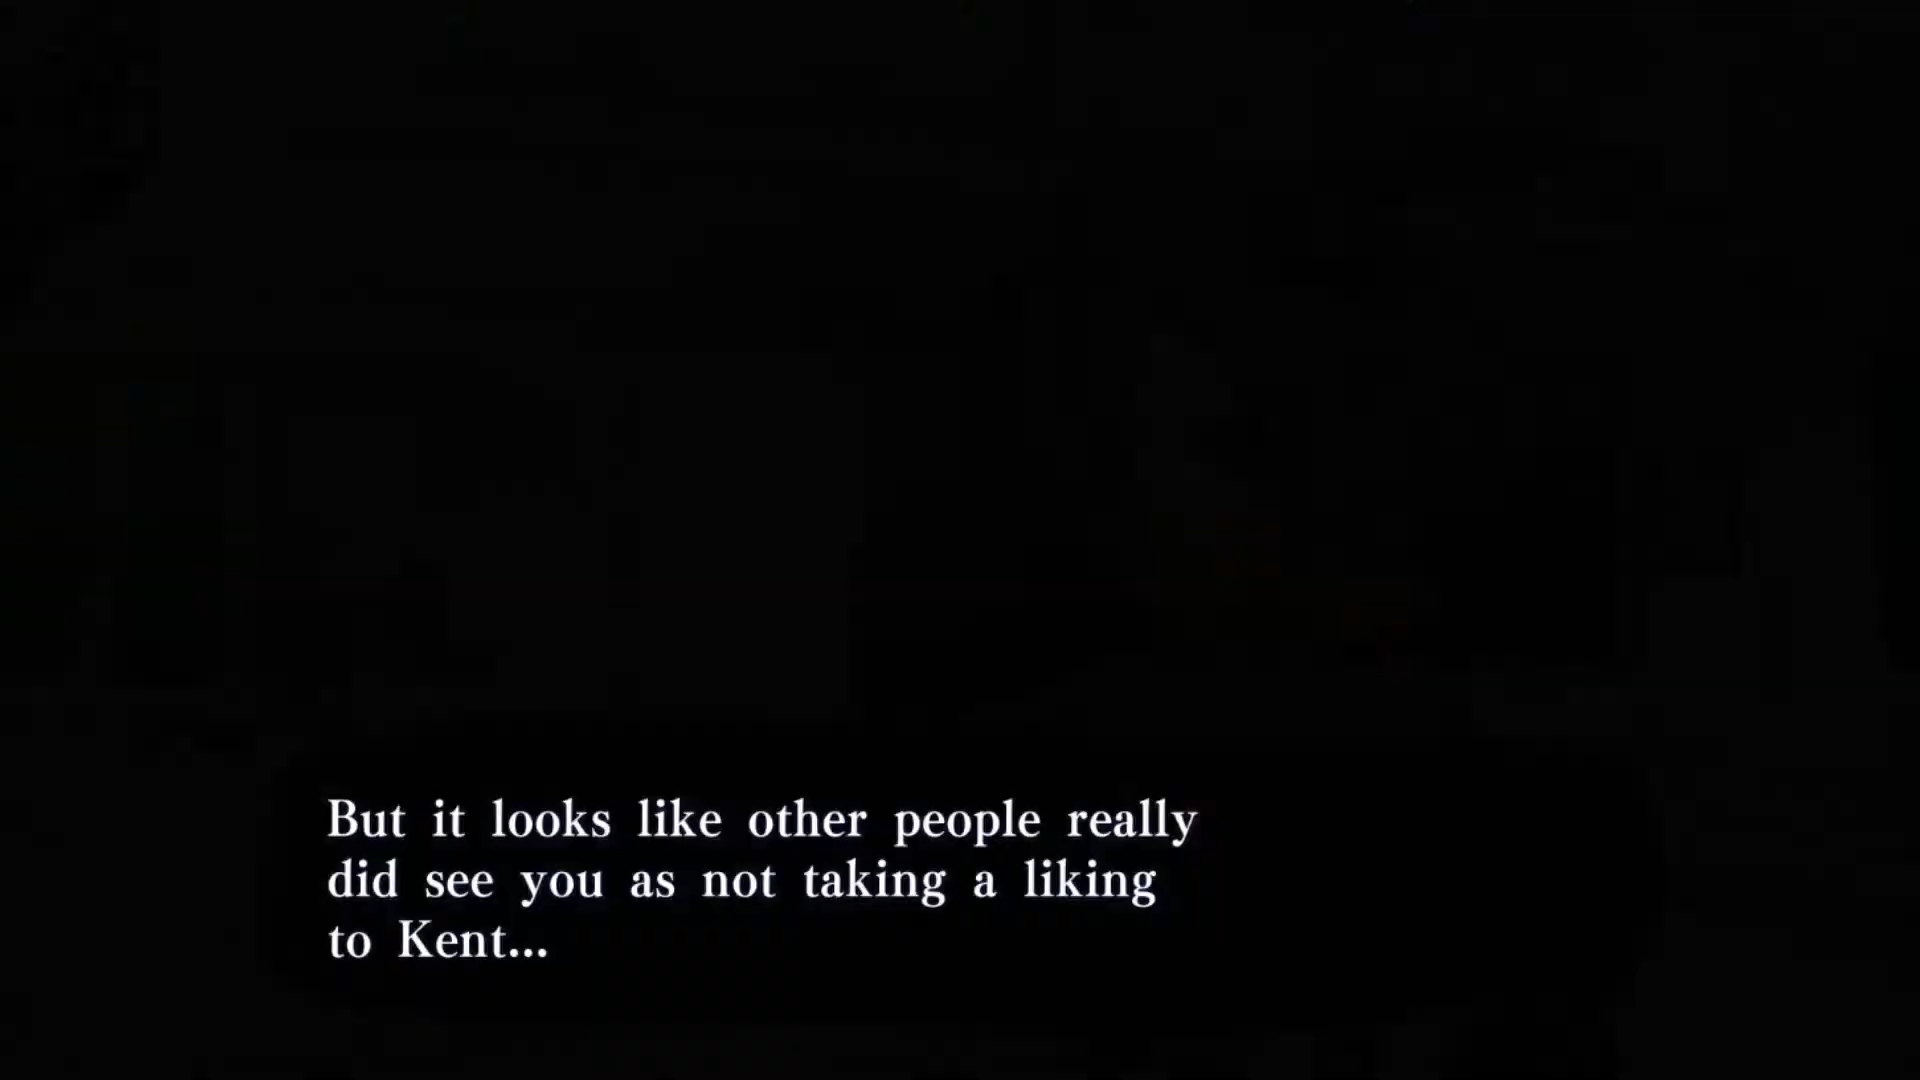 But it looks like other people really
did see you as not taking a liking
to Kent...